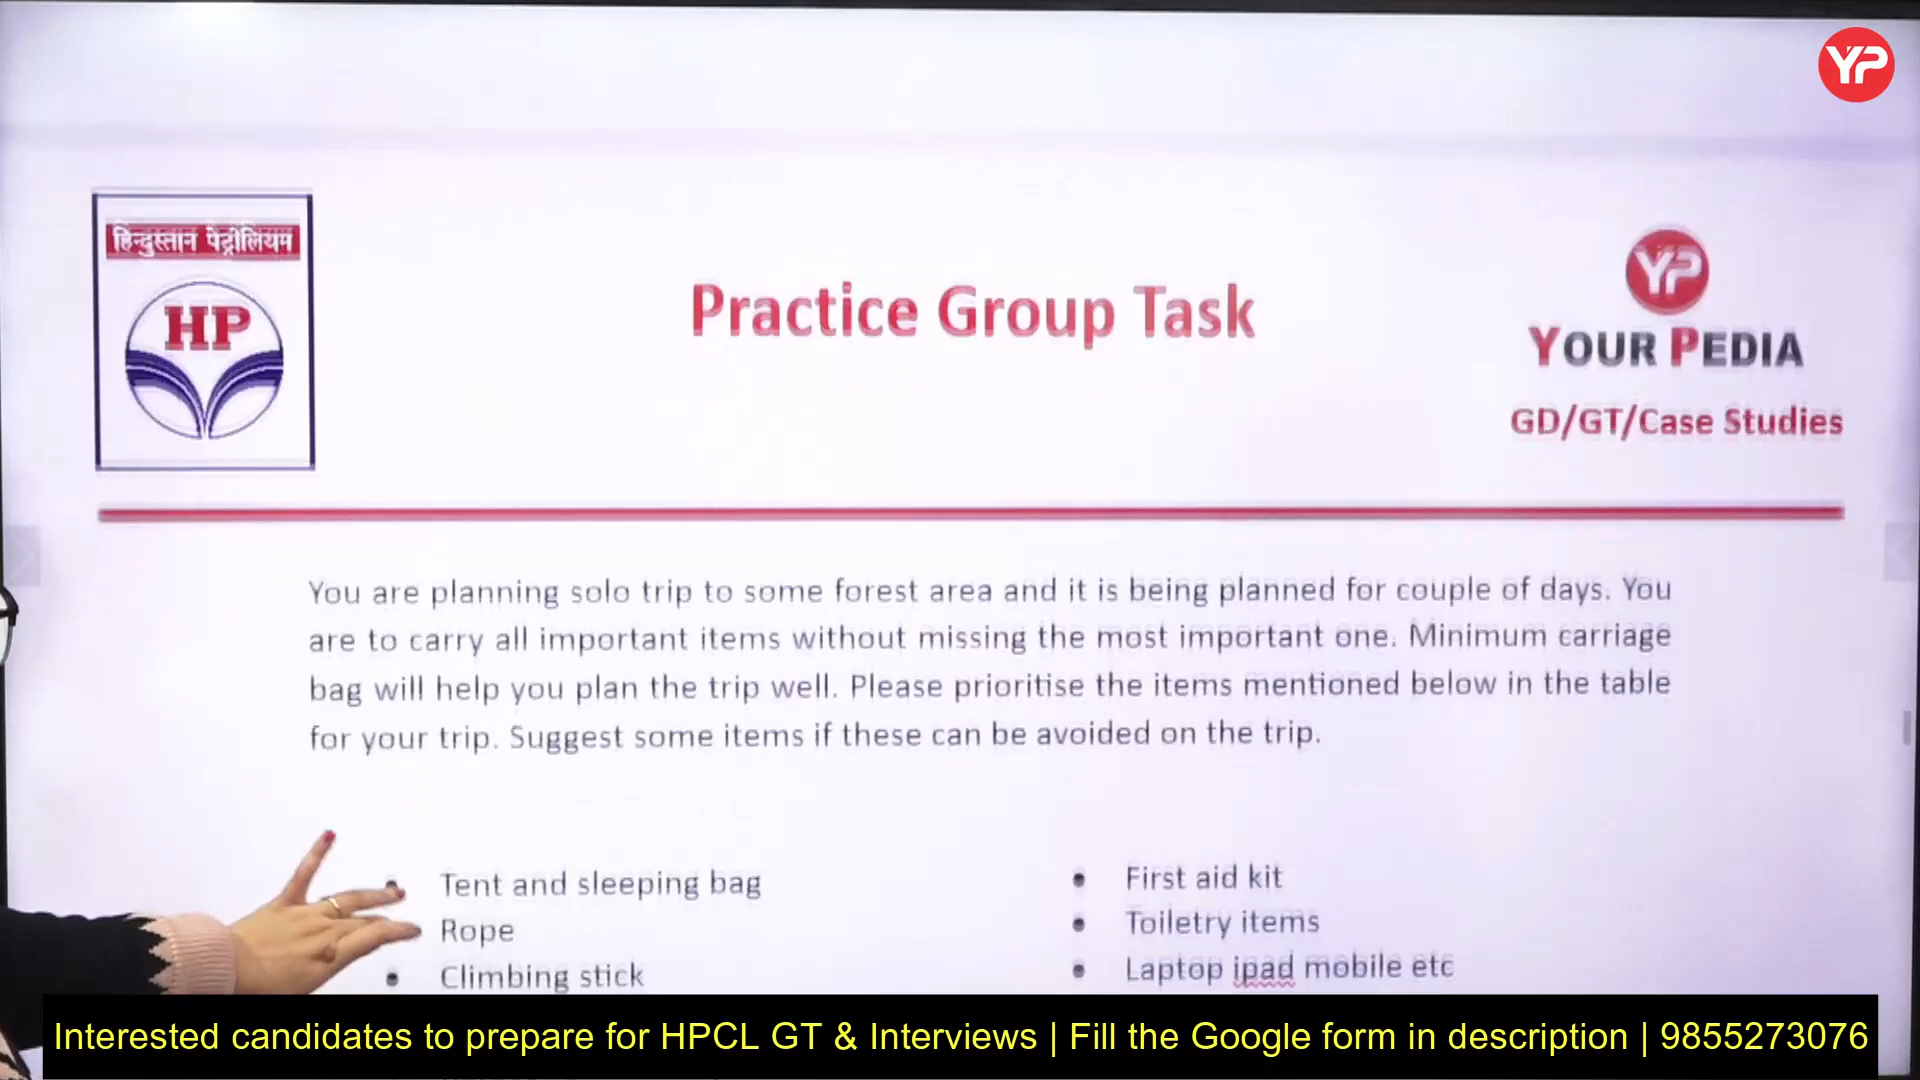 YP
हिन्दुस्तान पेट्रोलियम
HP
Practice Group Task
YP
YOUR PEDIA
GD/GT/Case Studies
You are planning solo trip to some forest area and it is being planned for couple of days. You
are to carry all important items without missing the most important one. Minimum carriage
bag will help you plan the trip well. Please prioritise the items mentioned below in the table
for your trip. Suggest some items if these can be avoided on the trip.
• Tent and sleeping bag
• Rope
• Climbing stick
• First aid kit
• Toiletry items
• Laptop ipad mobile etc
Interested candidates to prepare for HPCL GT & Interviews | Fill the Google form in description | 9855273076